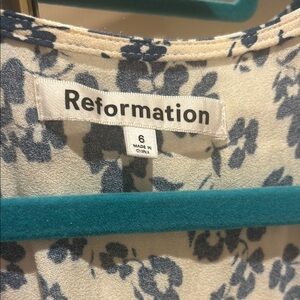 Reformation
6
MADE IN
CHINA